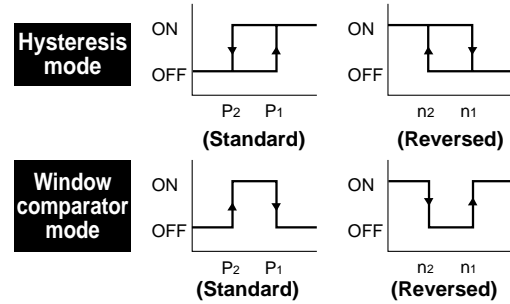 Hysteresis
mode
ON
OFF
P2 P1
(Standard)
ON
OFF
n2 n1
(Reversed)
Window
comparator
mode
ON
OFF
P2 P1
(Standard)
ON
OFF
n2 n1
(Reversed)